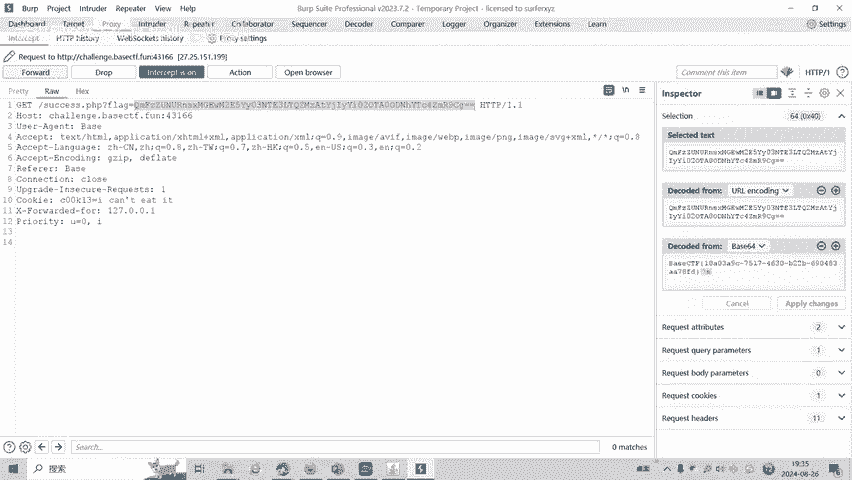 Burp Project Intruder Repeater View Help
Burp Suite Professional v2023.7.2 - Temporary Project - licensed to surferxyz
Dashboard Target Proxy Intruder Repeater Collaborator Sequencer Decoder Comparer Logger Organizer Extensions Learn
Settings
Intercept HTTP history WebSockets history Proxy settings
Request to http://challenge.basectf.fun:43166 [27.25.151.199]
Forward Drop Intercept is on Action Open browser
Comment this item
HTTP/1
Pretty Raw Hex
\n
1 GET /success.php?flag= HTTP/1.1
2 Host: challenge.basectf.fun:43166
3 User-Agent: Base
4 Accept: text/html,application/xhtml+xml,application/xml;q=0.9,image/avif,image/webp,image/png,image/svg+xml,*/*;q=0.8
5 Accept-Language: zh-CN,zh;q=0.8,zh-TW;q=0.7,zh-HK;q=0.5,en-US;q=0.3,en;q=0.2
6 Accept-Encoding: gzip, deflate
7 Referer: Base
8 Connection: close
9 Upgrade-Insecure-Requests: 1
10 Cookie: c00k13=i can't eat it
11 X-Forwarded-for: 127.0.0.1
12 Priority: u=0, i
13
14
Inspector
Selection 64 (0x40)
Selected text
Decoded from: URL encoding
Decoded from: Base64
Cancel Apply changes
Request attributes 2
Request query parameters 1
Request body parameters 0
Request cookies 1
Request headers 11
Search...
0 matches
搜索
19:35
2024-08-26